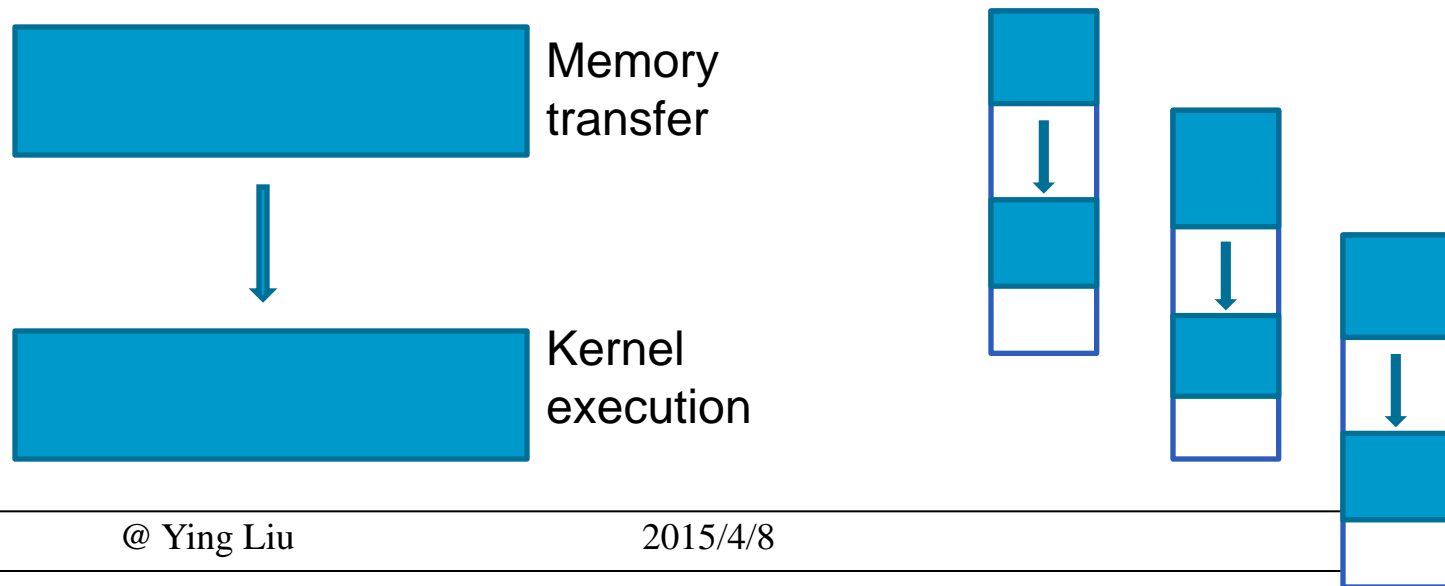 Memory
transfer
Kernel
execution
@ Ying Liu 2015/4/8